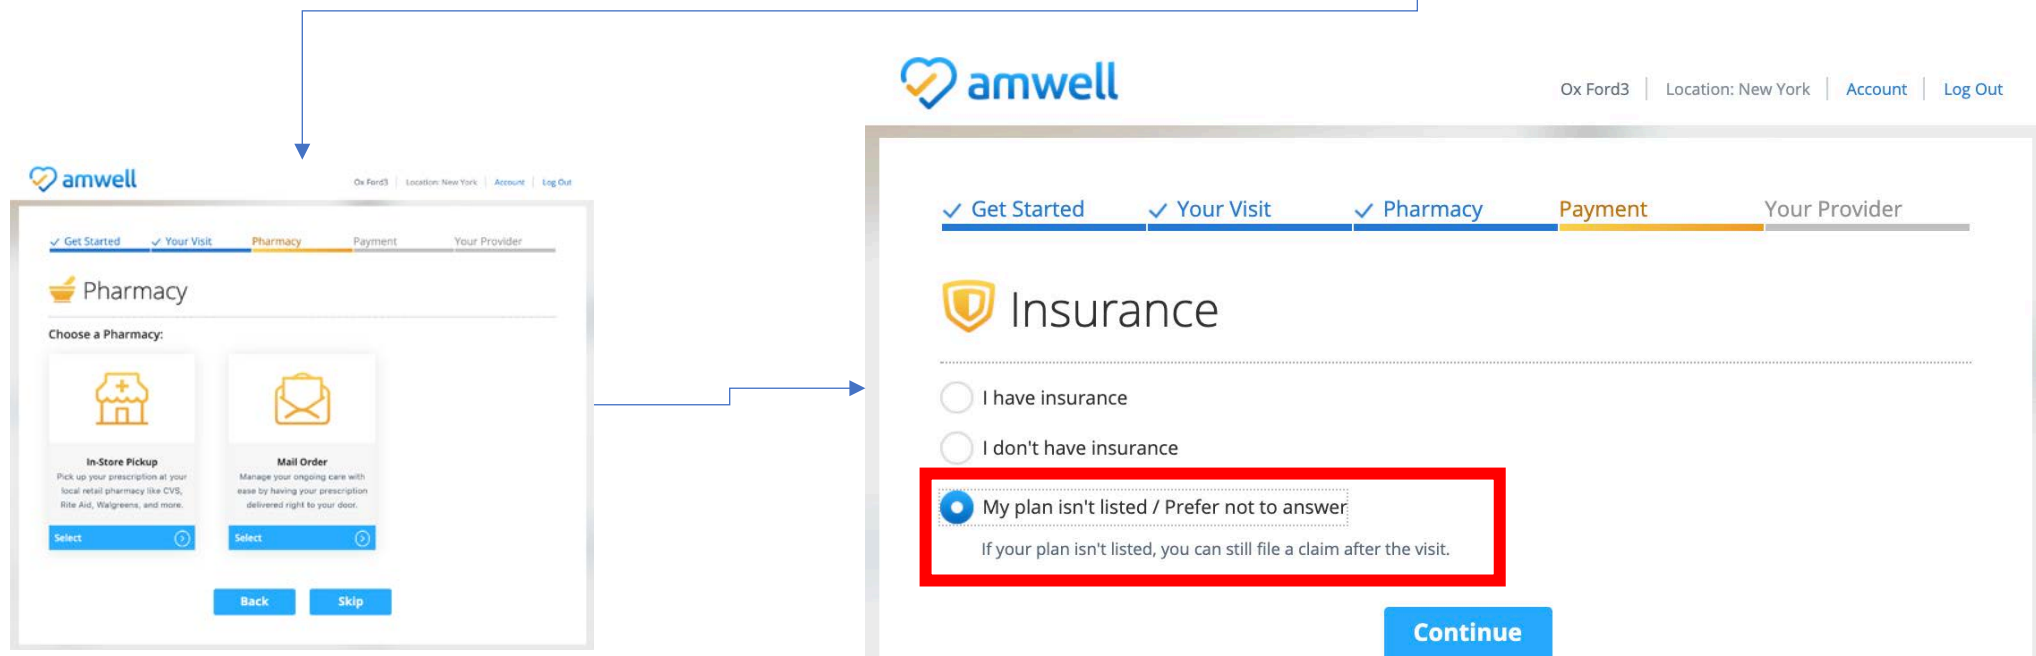 amwell
Ox Ford3 Location: New York Account Log Out
Get Started Your Visit Pharmacy Payment Your Provider
Pharmacy
Choose a Pharmacy:
In-Store Pickup
Pick up your prescription at your
local retail pharmacy like CVS,
Rite Aid, Walgreens, and more.
Select
Mail Order
Manage your ongoing care with
ease by having your prescription
delivered right to your door.
Select
Back Skip
amwell
Ox Ford3 Location: New York Account Log Out
Get Started Your Visit Pharmacy Payment Your Provider
Insurance
I have insurance
I don't have insurance
My plan isn't listed / Prefer not to answer
If your plan isn't listed, you can still file a claim after the visit.
Continue